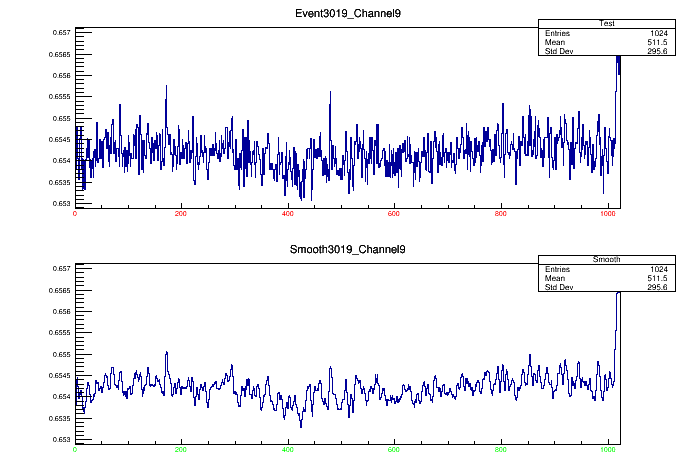 Event3019_Channel9
Test
Entries 1024
Mean 511.5
Std Dev 295.6
0.657
0.6565
0.656
0.6555
0.655
0.6545
0.654
0.6535
0.653
0 200 400 600 800 1000
Smooth3019_Channel9
Smooth
Entries 1024
Mean 511.5
Std Dev 295.6
0.657
0.6565
0.656
0.6555
0.655
0.6545
0.654
0.6535
0.653
0 200 400 600 800 1000